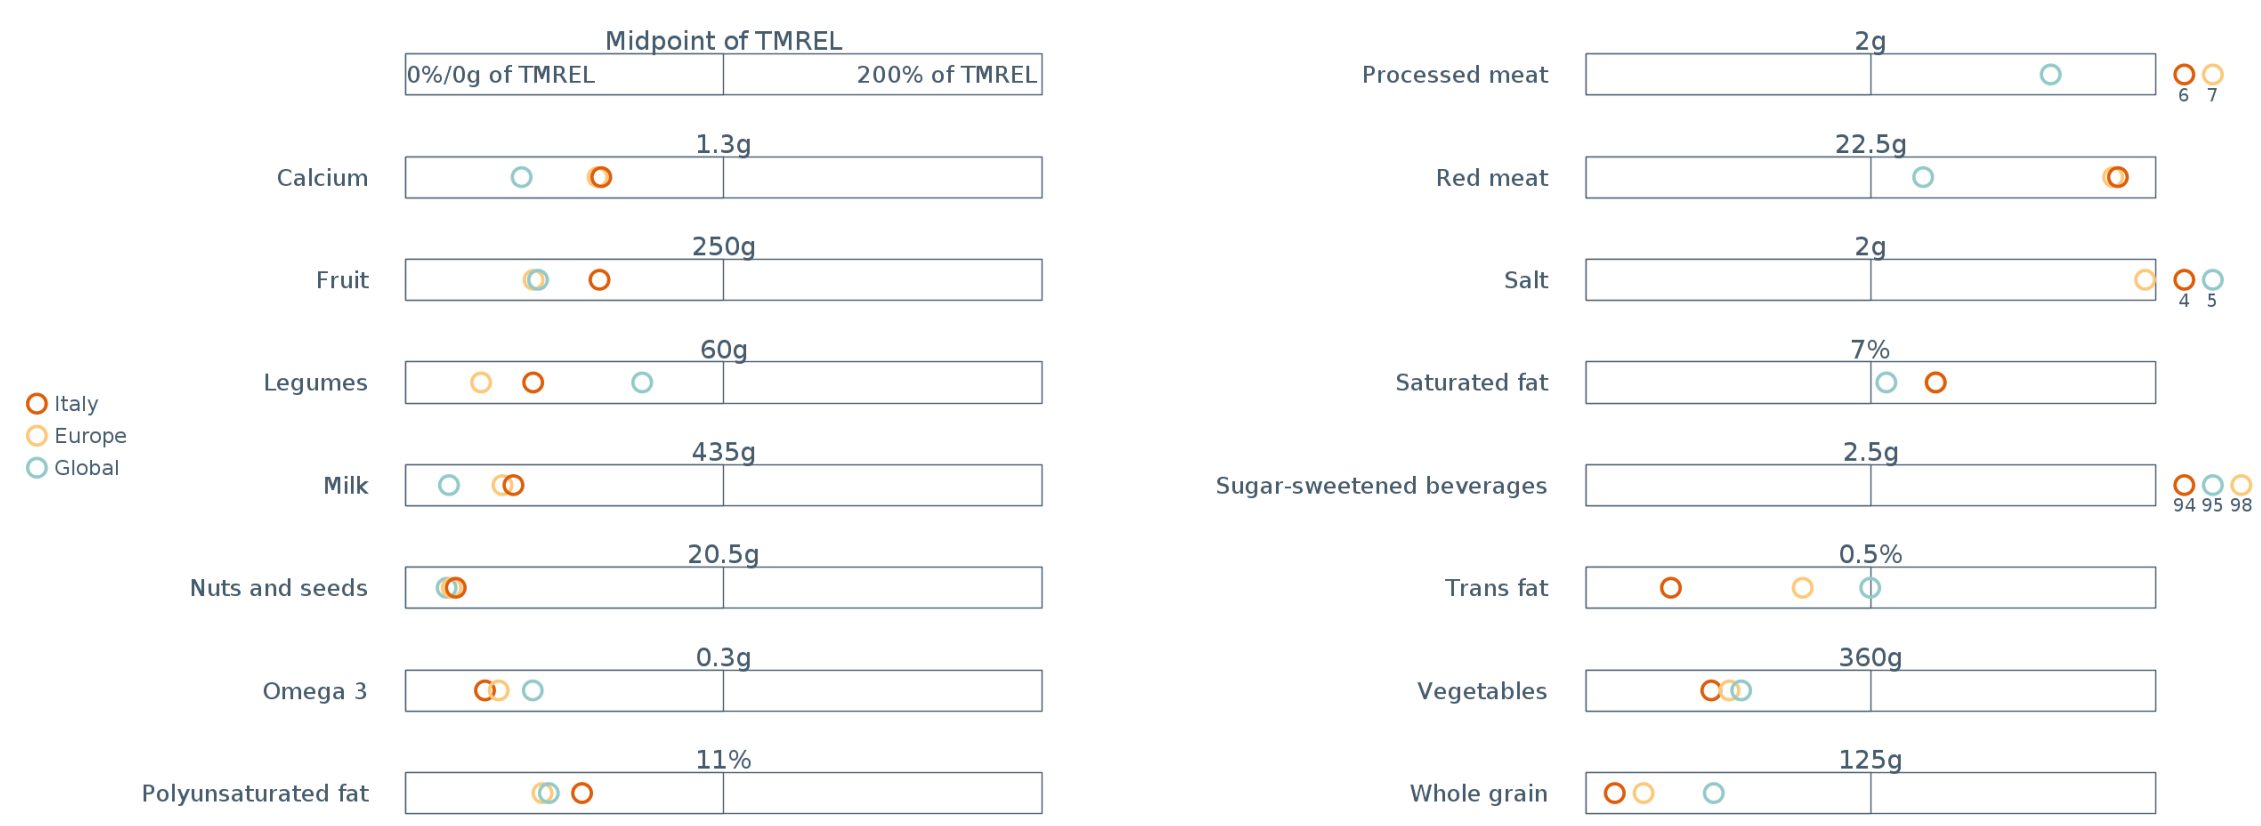 Midpoint of TMREL
0%/0g of TMREL
200% of TMREL
1.3g
Calcium
250g
Fruit
60g
Legumes
435g
Milk
20.5g
Nuts and seeds
0.3g
Omega 3
11%
Polyunsaturated fat
Italy
Europe
Global
2g
Processed meat
6 7
22.5g
Red meat
2g
Salt
4 5
7%
Saturated fat
2.5g
Sugar-sweetened beverages
94 95 98
0.5%
Trans fat
360g
Vegetables
125g
Whole grain